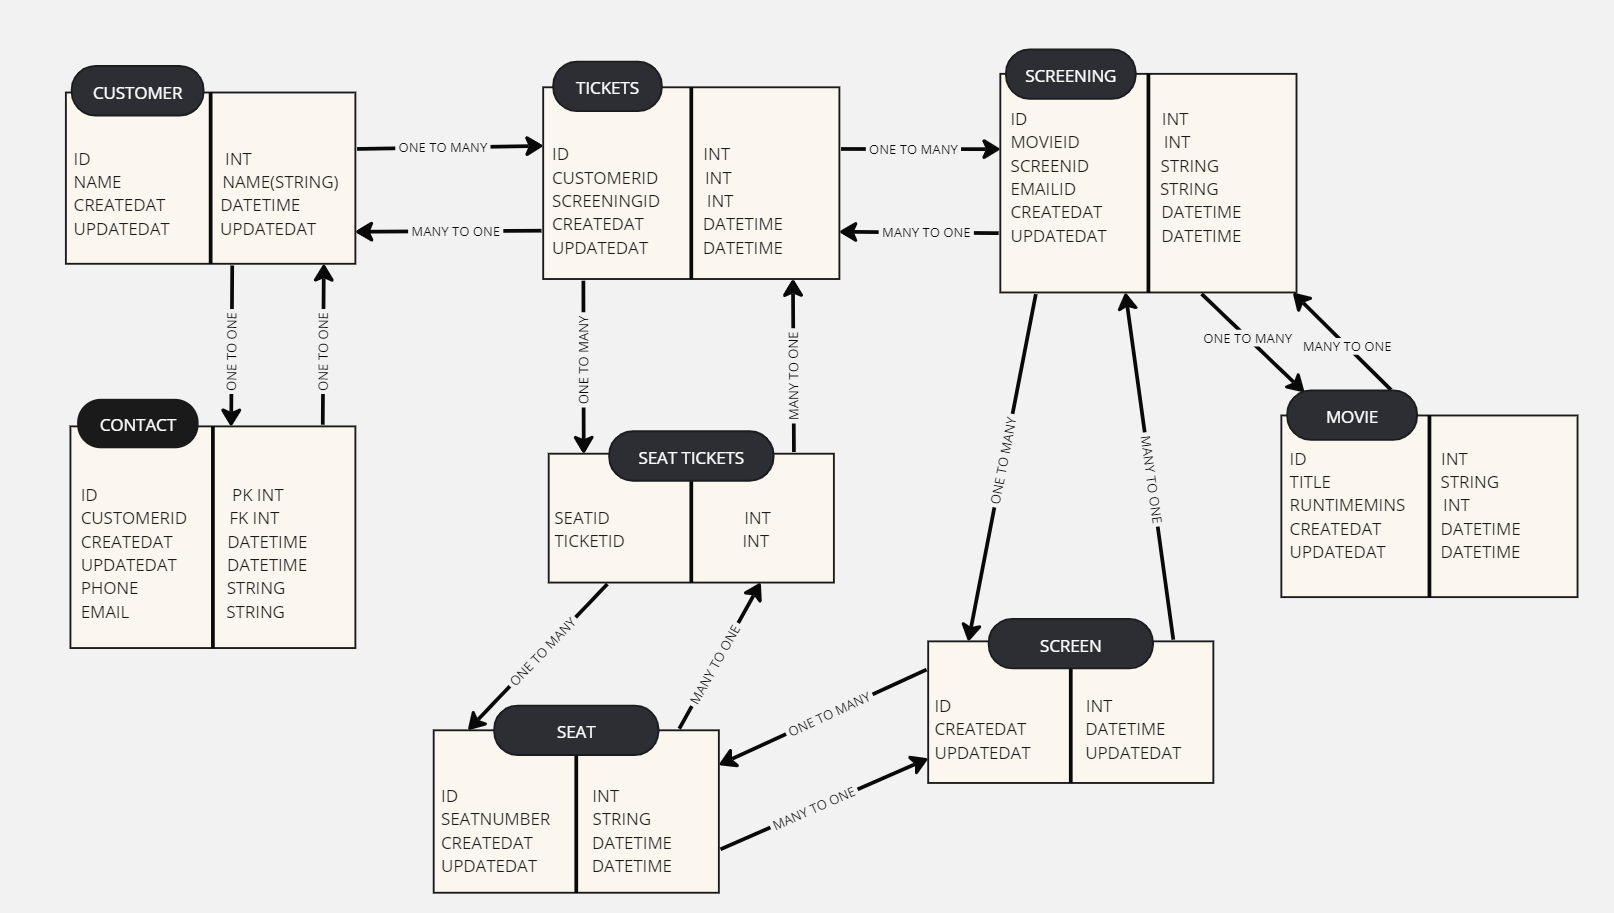 CUSTOMER
ID INT
NAME NAME(STRING)
CREATEDAT DATETIME
UPDATEDAT UPDATEDAT
ONE TO MANY
MANY TO ONE
TICKETS
ID INT
CUSTOMERID INT
SCREENINGID INT
CREATEDAT DATETIME
UPDATEDAT DATETIME
ONE TO MANY
MANY TO ONE
SCREENING
ID INT
MOVIEID INT
SCREENID STRING
EMAILID STRING
CREATEDAT DATETIME
UPDATEDAT DATETIME
ONE TO ONE
ONE TO ONE
ONE TO MANY
MANY TO ONE
ONE TO MANY
MANY TO ONE
ONE TO MANY
MANY TO ONE
CONTACT
ID PK INT
CUSTOMERID FK INT
CREATEDAT DATETIME
UPDATEDAT DATETIME
PHONE STRING
EMAIL STRING
SEAT TICKETS
SEATID INT
TICKETID INT
MOVIE
ID INT
TITLE STRING
RUNTIMEMINS INT
CREATEDAT DATETIME
UPDATEDAT DATETIME
ONE TO MANY
MANY TO ONE
ONE TO MANY
MANY TO ONE
SCREEN
ID INT
CREATEDAT DATETIME
UPDATEDAT UPDATEDAT
SEAT
ID INT
SEATNUMBER STRING
CREATEDAT DATETIME
UPDATEDAT DATETIME